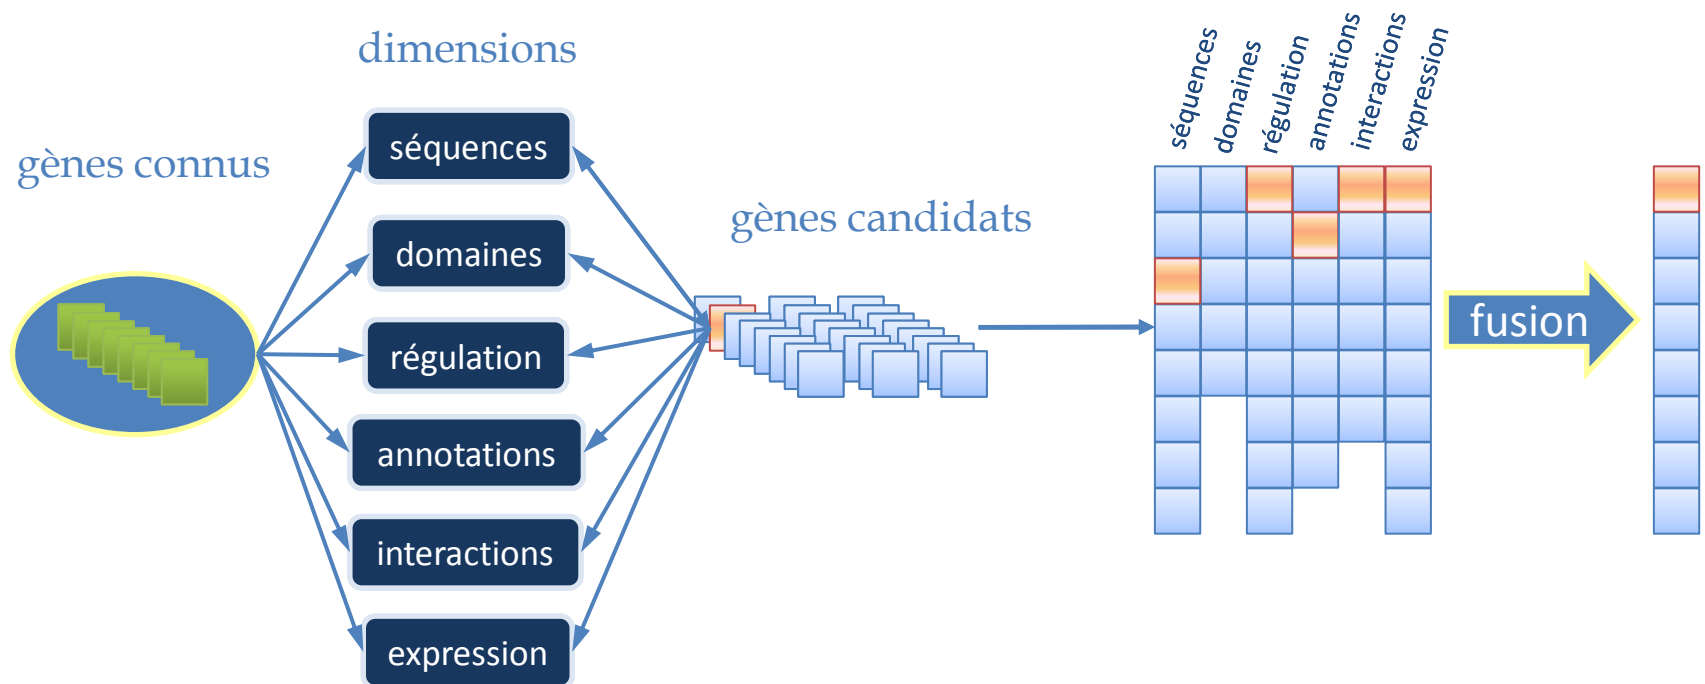 dimensions
gènes connus
séquences
domaines
régulation
annotations
interactions
expression
gènes candidats
séquences
domaines
régulation
annotations
interactions
expression
fusion